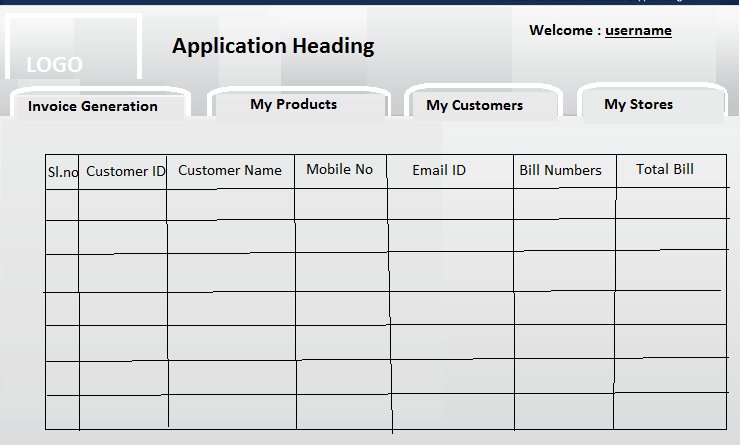 Welcome : username
Application Heading
LOGO
Invoice Generation
My Products
My Customers
My Stores
Sl.no Customer ID Customer Name Mobile No Email ID Bill Numbers Total Bill